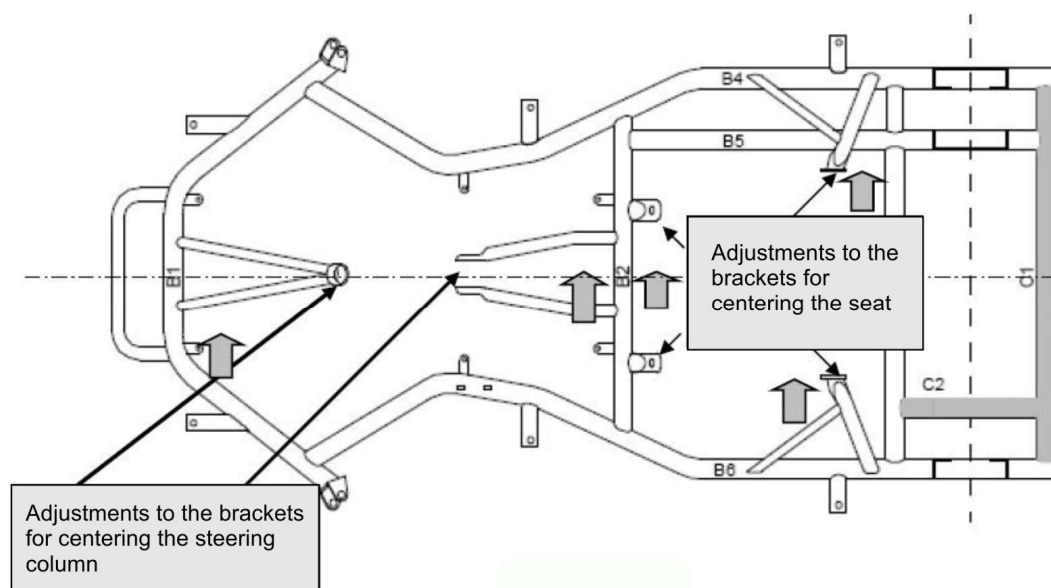 B4
B5
B1
B2
Adjustments to the
brackets for
centering the seat
C1
C2
B6
Adjustments to the brackets
for centering the steering
column